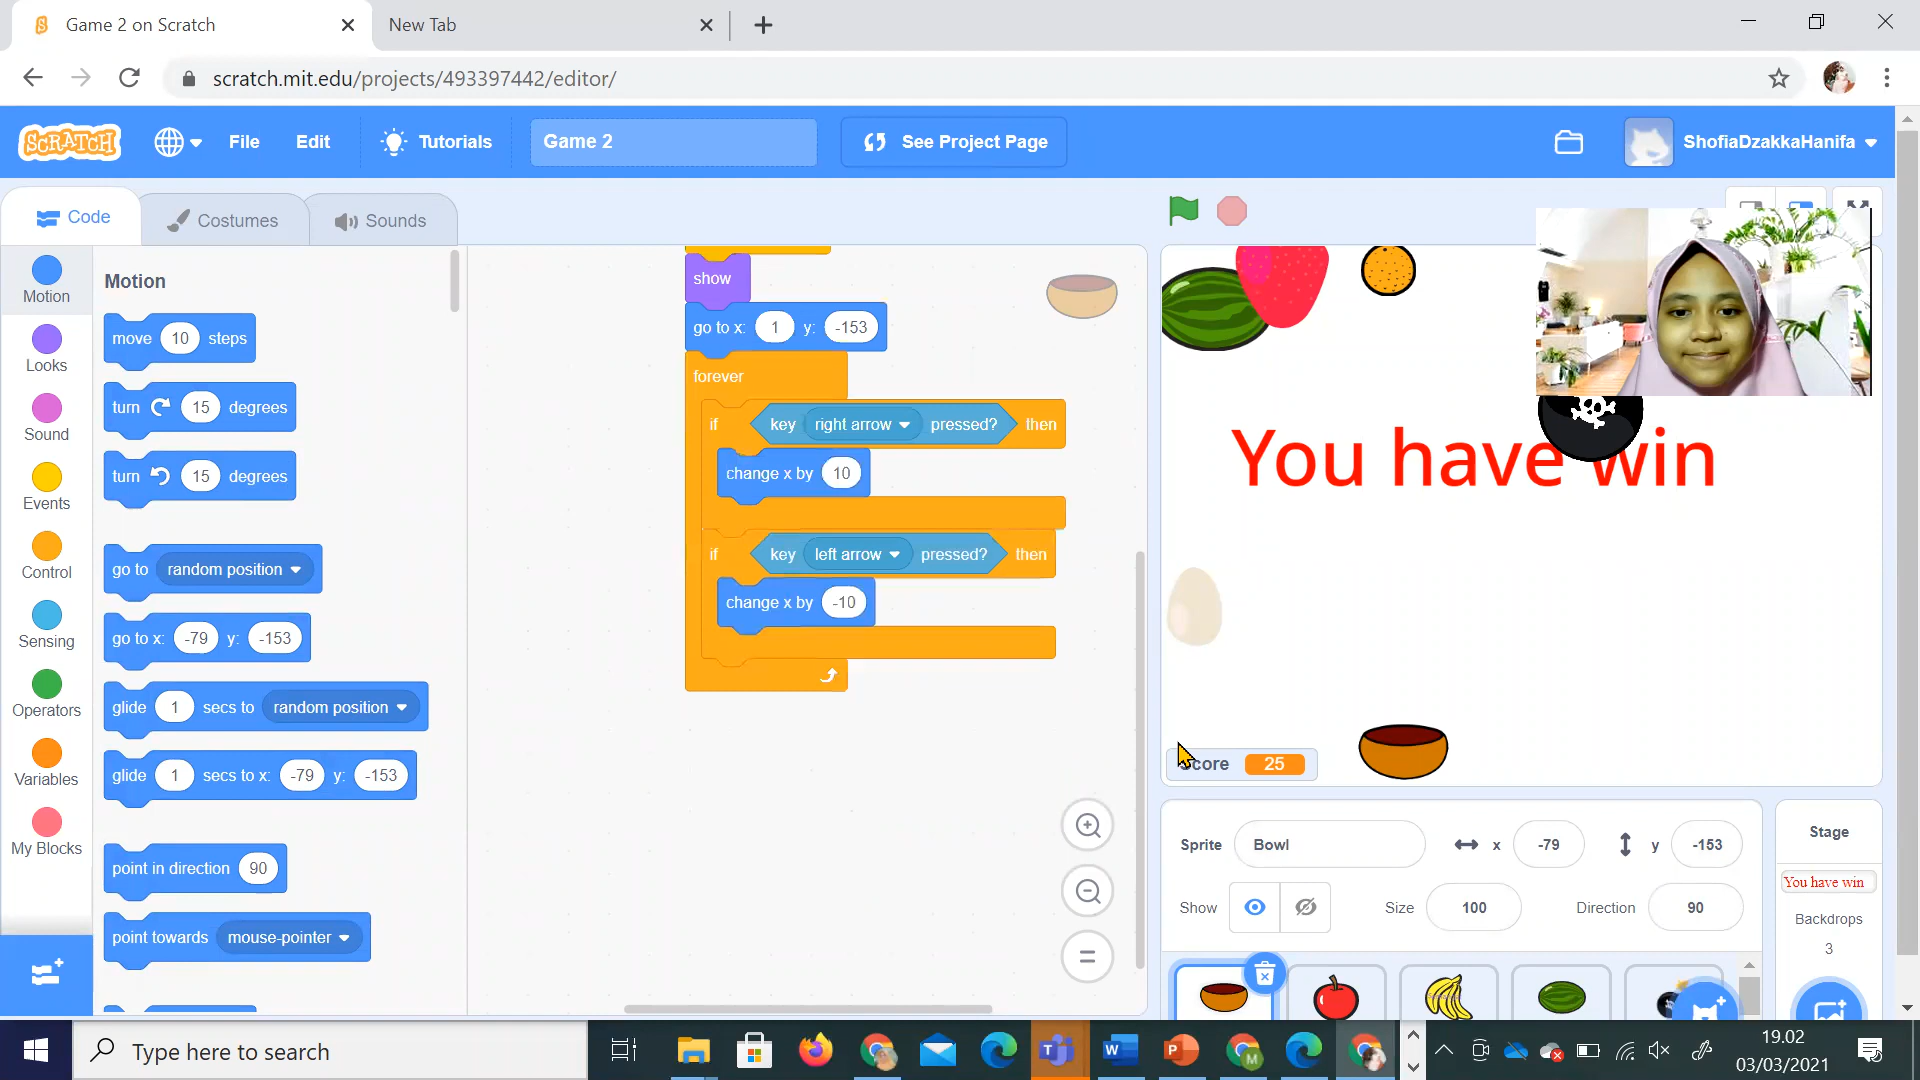 Game 2 on Scratch
New Tab
scratch.mit.edu/projects/493397442/editor/
SCRATCH
File
Edit
Tutorials
Game 2
See Project Page
ShofiaDzakkaHanifa
Code
Costumes
Sounds
Motion
Looks
Sound
Events
Control
Sensing
Operators
Variables
My Blocks
Motion
move 10 steps
turn 15 degrees
turn 15 degrees
go to random position
go to x: -79 y: -153
glide 1 secs to random position
glide 1 secs to x: -79 y: -153
point in direction 90
point towards mouse-pointer
show
go to x: 1 y: -153
forever
if key right arrow pressed? then
change x by 10
if key left arrow pressed? then
change x by -10
You have win
Score 25
Sprite Bowl x -79 y -153
Show Size 100 Direction 90
Stage
You have win
Backdrops
3
Type here to search
19.02
03/03/2021